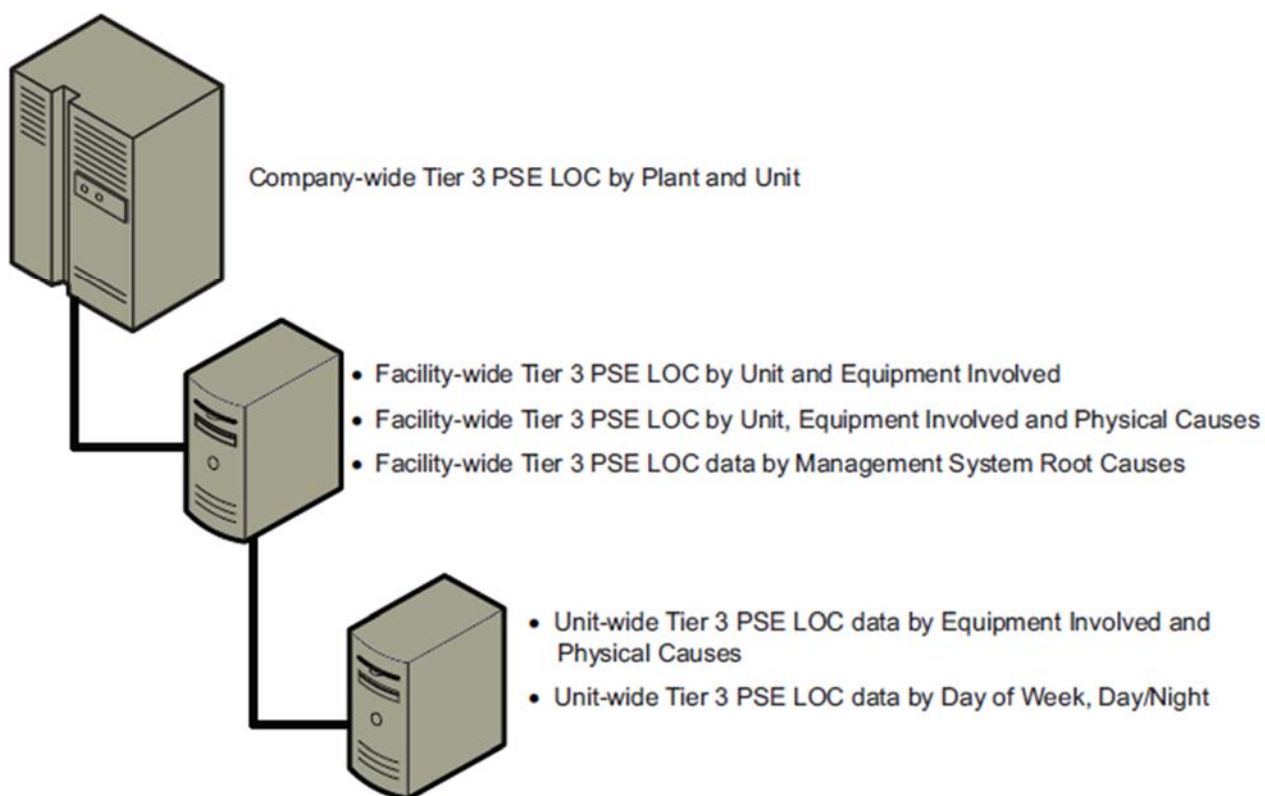 Company-wide Tier 3 PSE LOC by Plant and Unit
• Facility-wide Tier 3 PSE LOC by Unit and Equipment Involved
• Facility-wide Tier 3 PSE LOC by Unit, Equipment Involved and Physical Causes
• Facility-wide Tier 3 PSE LOC data by Management System Root Causes
• Unit-wide Tier 3 PSE LOC data by Equipment Involved and
Physical Causes
• Unit-wide Tier 3 PSE LOC data by Day of Week, Day/Night